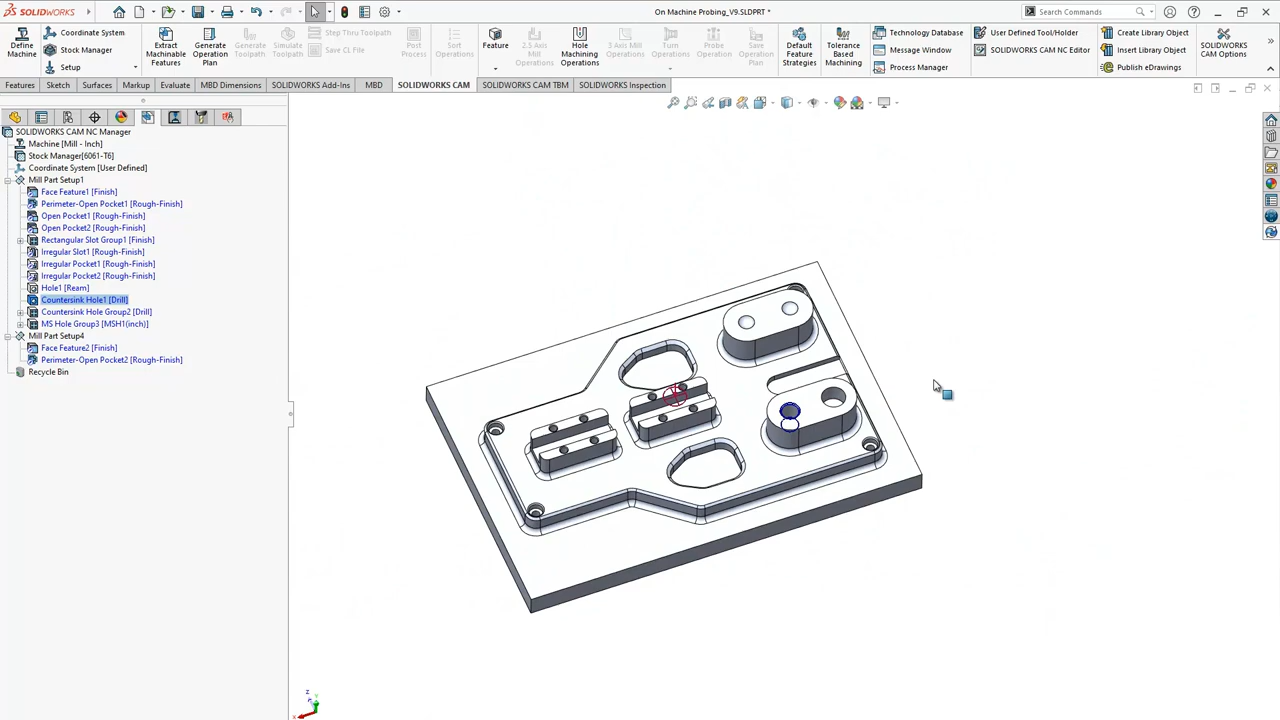 SOLIDWORKS
On Machine Probing_V9.SLDPRT *
Search Commands
Define Machine
Coordinate System
Stock Manager
Setup
Extract Machinable Features
Generate Operation Plan
Generate Toolpath
Simulate Toolpath
Step Thru Toolpath
Save CL File
Post Process
Sort Operations
Feature
2.5 Axis Mill Operations
Hole Machining Operations
3 Axis Mill Operations
Turn Operations
Probe Operations
Save Operation Plan
Default Feature Strategies
Tolerance Based Machining
Technology Database
Message Window
Process Manager
User Defined Tool/Holder
SOLIDWORKS CAM NC Editor
Create Library Object
Insert Library Object
Publish eDrawings
SOLIDWORKS CAM Options
Features
Sketch
Surfaces
Markup
Evaluate
MBD Dimensions
SOLIDWORKS Add-Ins
MBD
SOLIDWORKS CAM
SOLIDWORKS CAM TBM
SOLIDWORKS Inspection
SOLIDWORKS CAM NC Manager
Machine [Mill - Inch]
Stock Manager[6061-T6]
Coordinate System [User Defined]
Mill Part Setup1
Face Feature1 [Finish]
Perimeter-Open Pocket1 [Rough-Finish]
Open Pocket1 [Rough-Finish]
Open Pocket2 [Rough-Finish]
Rectangular Slot Group1 [Finish]
Irregular Slot1 [Rough-Finish]
Irregular Pocket1 [Rough-Finish]
Irregular Pocket2 [Rough-Finish]
Hole1 [Ream]
Countersink Hole1 [Drill]
Countersink Hole Group2 [Drill]
MS Hole Group3 [MSH1(inch)]
Mill Part Setup4
Face Feature2 [Finish]
Perimeter-Open Pocket2 [Rough-Finish]
Recycle Bin